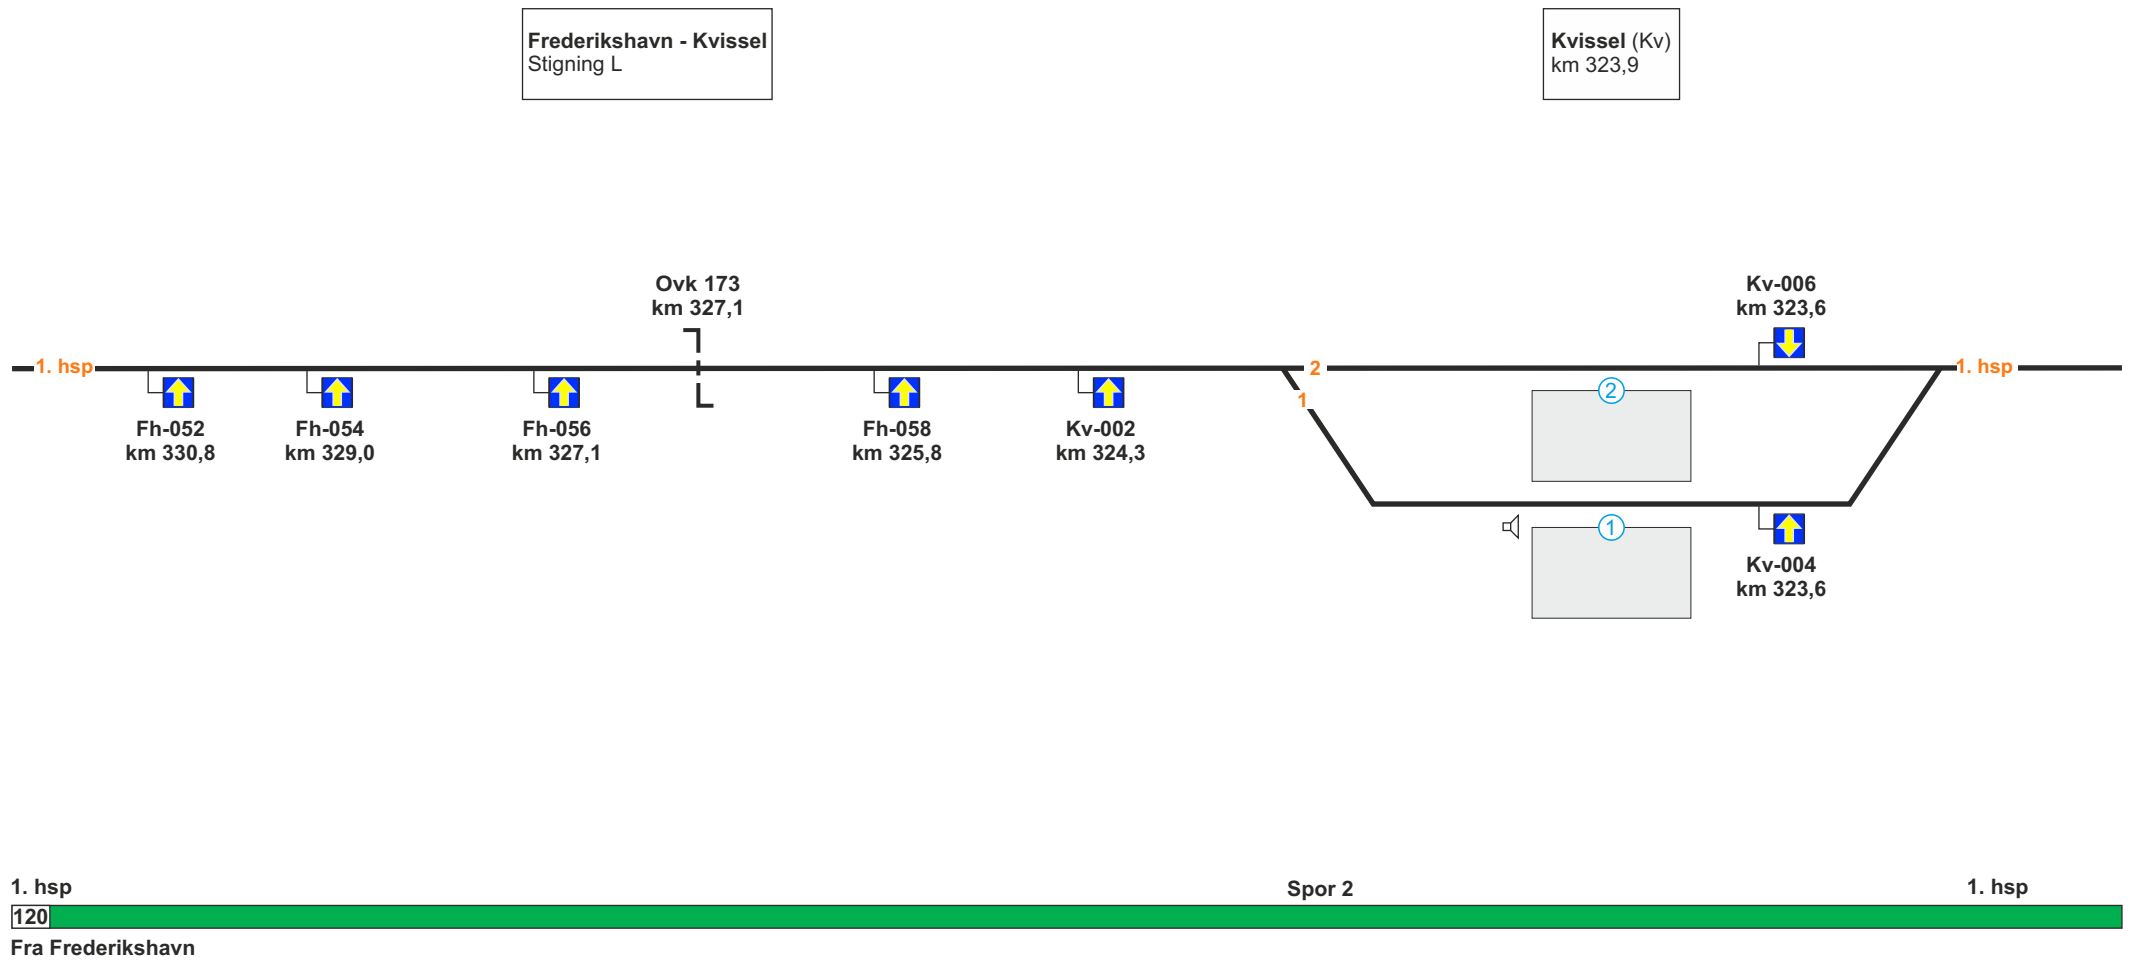 Frederikshavn - Kvissel
Stigning L
Kvissel (Kv)
km 323,9
Ovk 173
km 327,1
Kv-006
km 323,6
1. hsp
2
1. hsp
1
2
Fh-052
km 330,8
Fh-054
km 329,0
Fh-056
km 327,1
Fh-058
km 325,8
Kv-002
km 324,3
1
Kv-004
km 323,6
1. hsp
Spor 2
1. hsp
120
Fra Frederikshavn